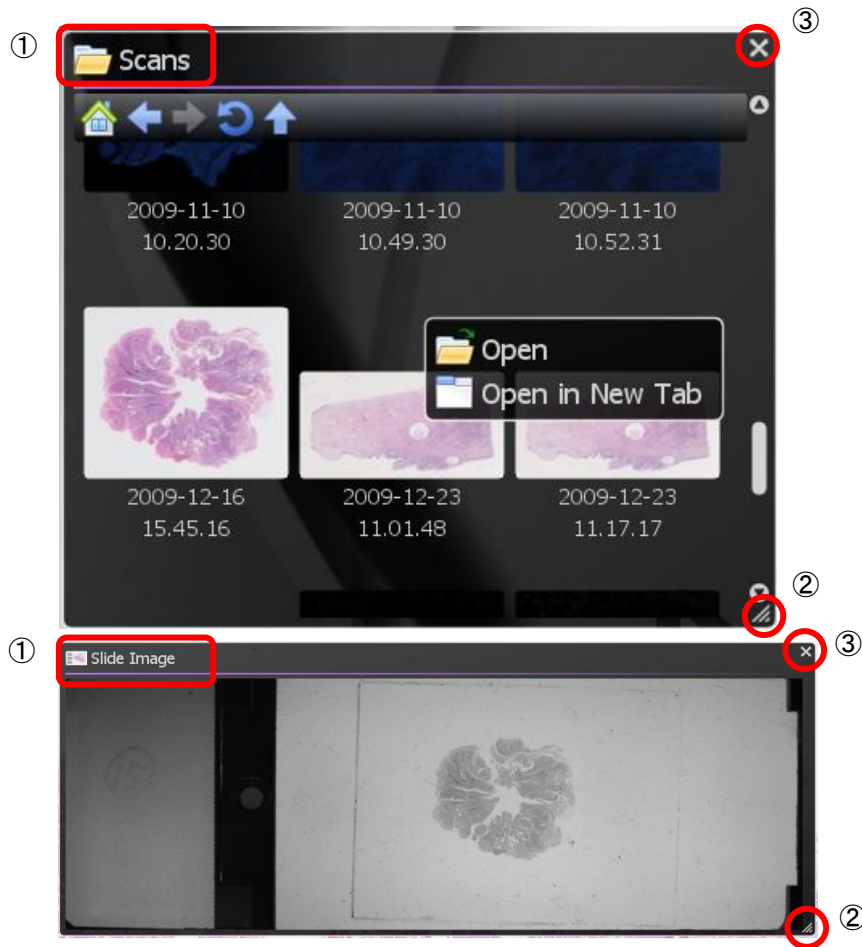 ③
①
Scans
2009-11-10 2009-11-10 2009-11-10
10.20.30 10.49.30 10.52.31
Open
Open in New Tab
2009-12-16 2009-12-23 2009-12-23
15.45.16 11.01.48 11.17.17
②
① Slide Image ③
15
②